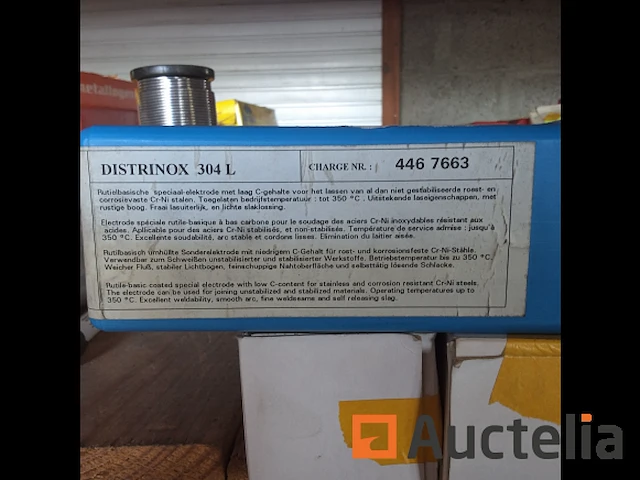 DISTRINOX 304 L
CHARGE NR. : 446 7663
Rutielbasische speciaal-elektrode met laag C-gehalte voor het lassen van al dan niet gestabiliseerde roest- en
corrosievaste Cr-Ni stalen. Toegelaten bedrijfstemperatuur : tot 350 °C. Uitstekende laseigenschappen, met
rustige boog. Fraai lasuiterlijk, en lichte slaklossing.
Electrode spéciale rutile-basique à bas carbone pour le soudage des aciers Cr-Ni inoxydables résistant aux
acides. Applicable pour des aciers Cr-Ni stabilisés, et non-stabilisés. Température de service admise : jusqu'à
350 °C. Excellente soudabilité, arc stable et cordons lisses. Elimination du laitier aisée.
Rutilbasisch umhüllte Sonderelektrode mit niedrigem C-Gehalt für rost- und korrosionsfeste Cr-Ni-Stähle.
Verwendbar zum Schweißen unstabilisierter und stabilisierter Werkstoffe. Betriebetemperatur bis zu 350 °C.
Weicher Fluß, stabiler Lichtbogen, feinschuppige Nahtoberfläche und selbsttätig lösende Schlacke.
Rutile-basic coated special electrode with low C-content for stainless and corrosion resistant Cr-Ni steels.
The electrode can be used for joining unstabilized and stabilized materials. Operating temperatures up to
350 °C. Excellent weldability, smooth arc, fine weldseams and self releasing slag.
Auctelia